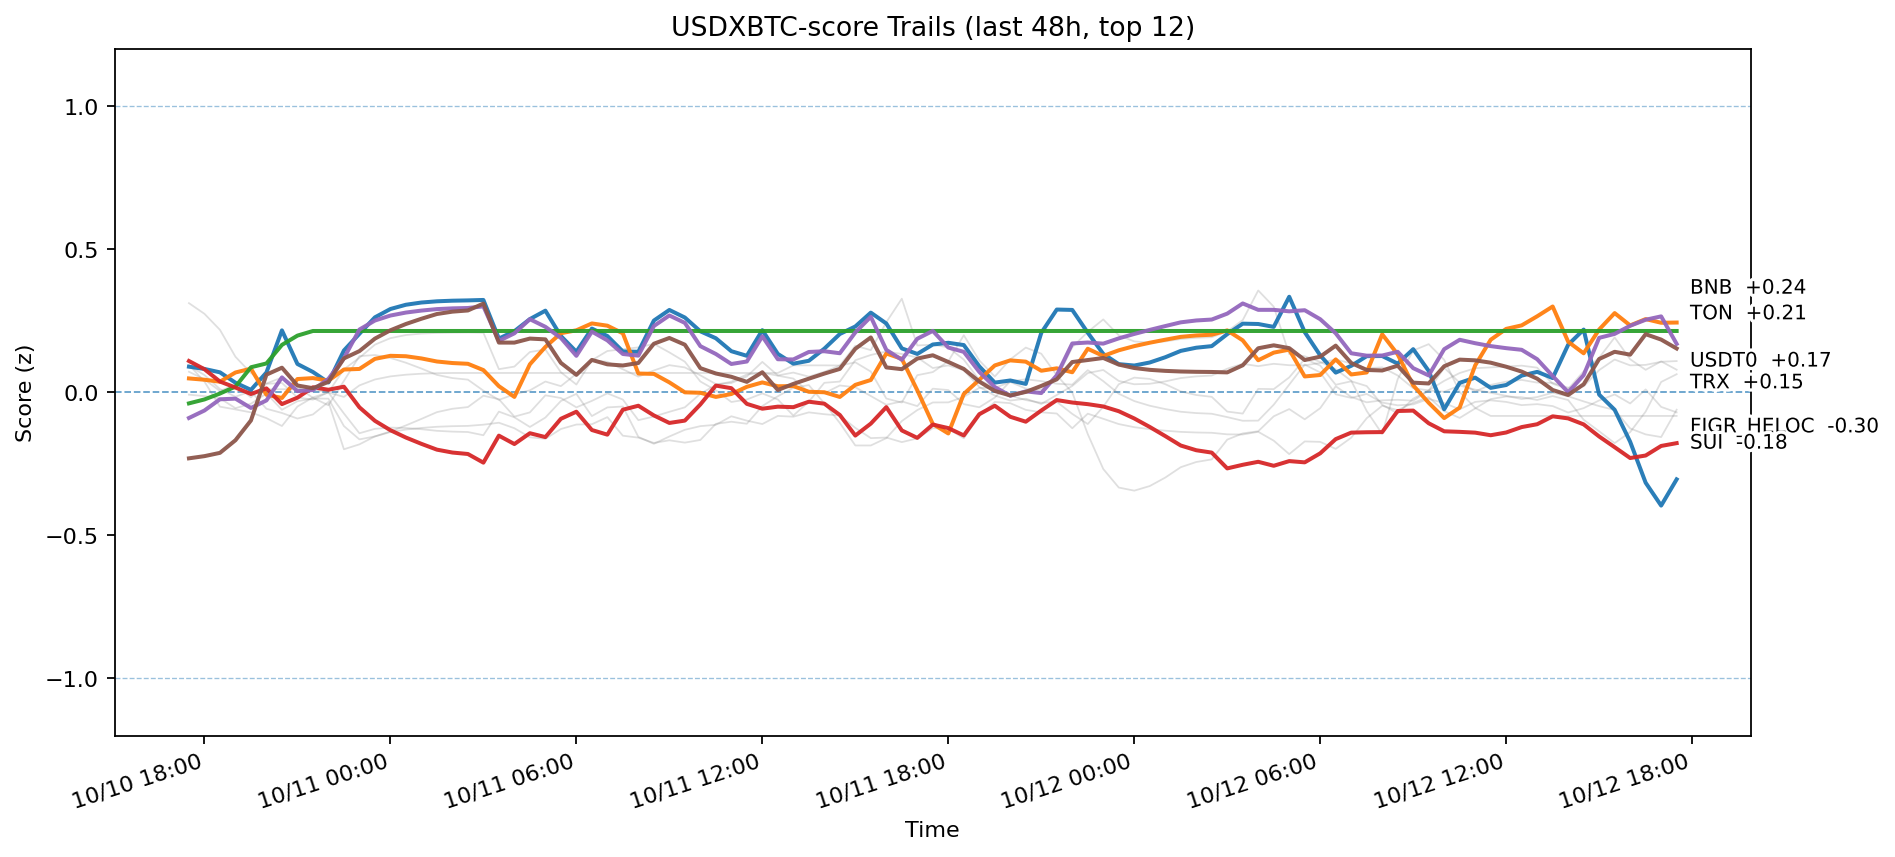 USDXBTC-score Trails (last 48h, top 12)
Score (z)
1.0
0.5
0.0
−0.5
−1.0
BNB +0.24
TON +0.21
USDT0 +0.17
TRX +0.15
FIGR_HELOC -0.30
SUI -0.18
10/10 18:00
10/11 00:00
10/11 06:00
10/11 12:00
10/11 18:00
10/12 00:00
10/12 06:00
10/12 12:00
10/12 18:00
Time